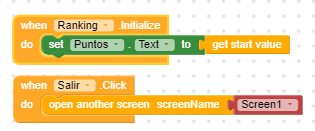 when Ranking .Initialize
do set Puntos . Text to get start value
when Salir .Click
do open another screen screenName Screen1